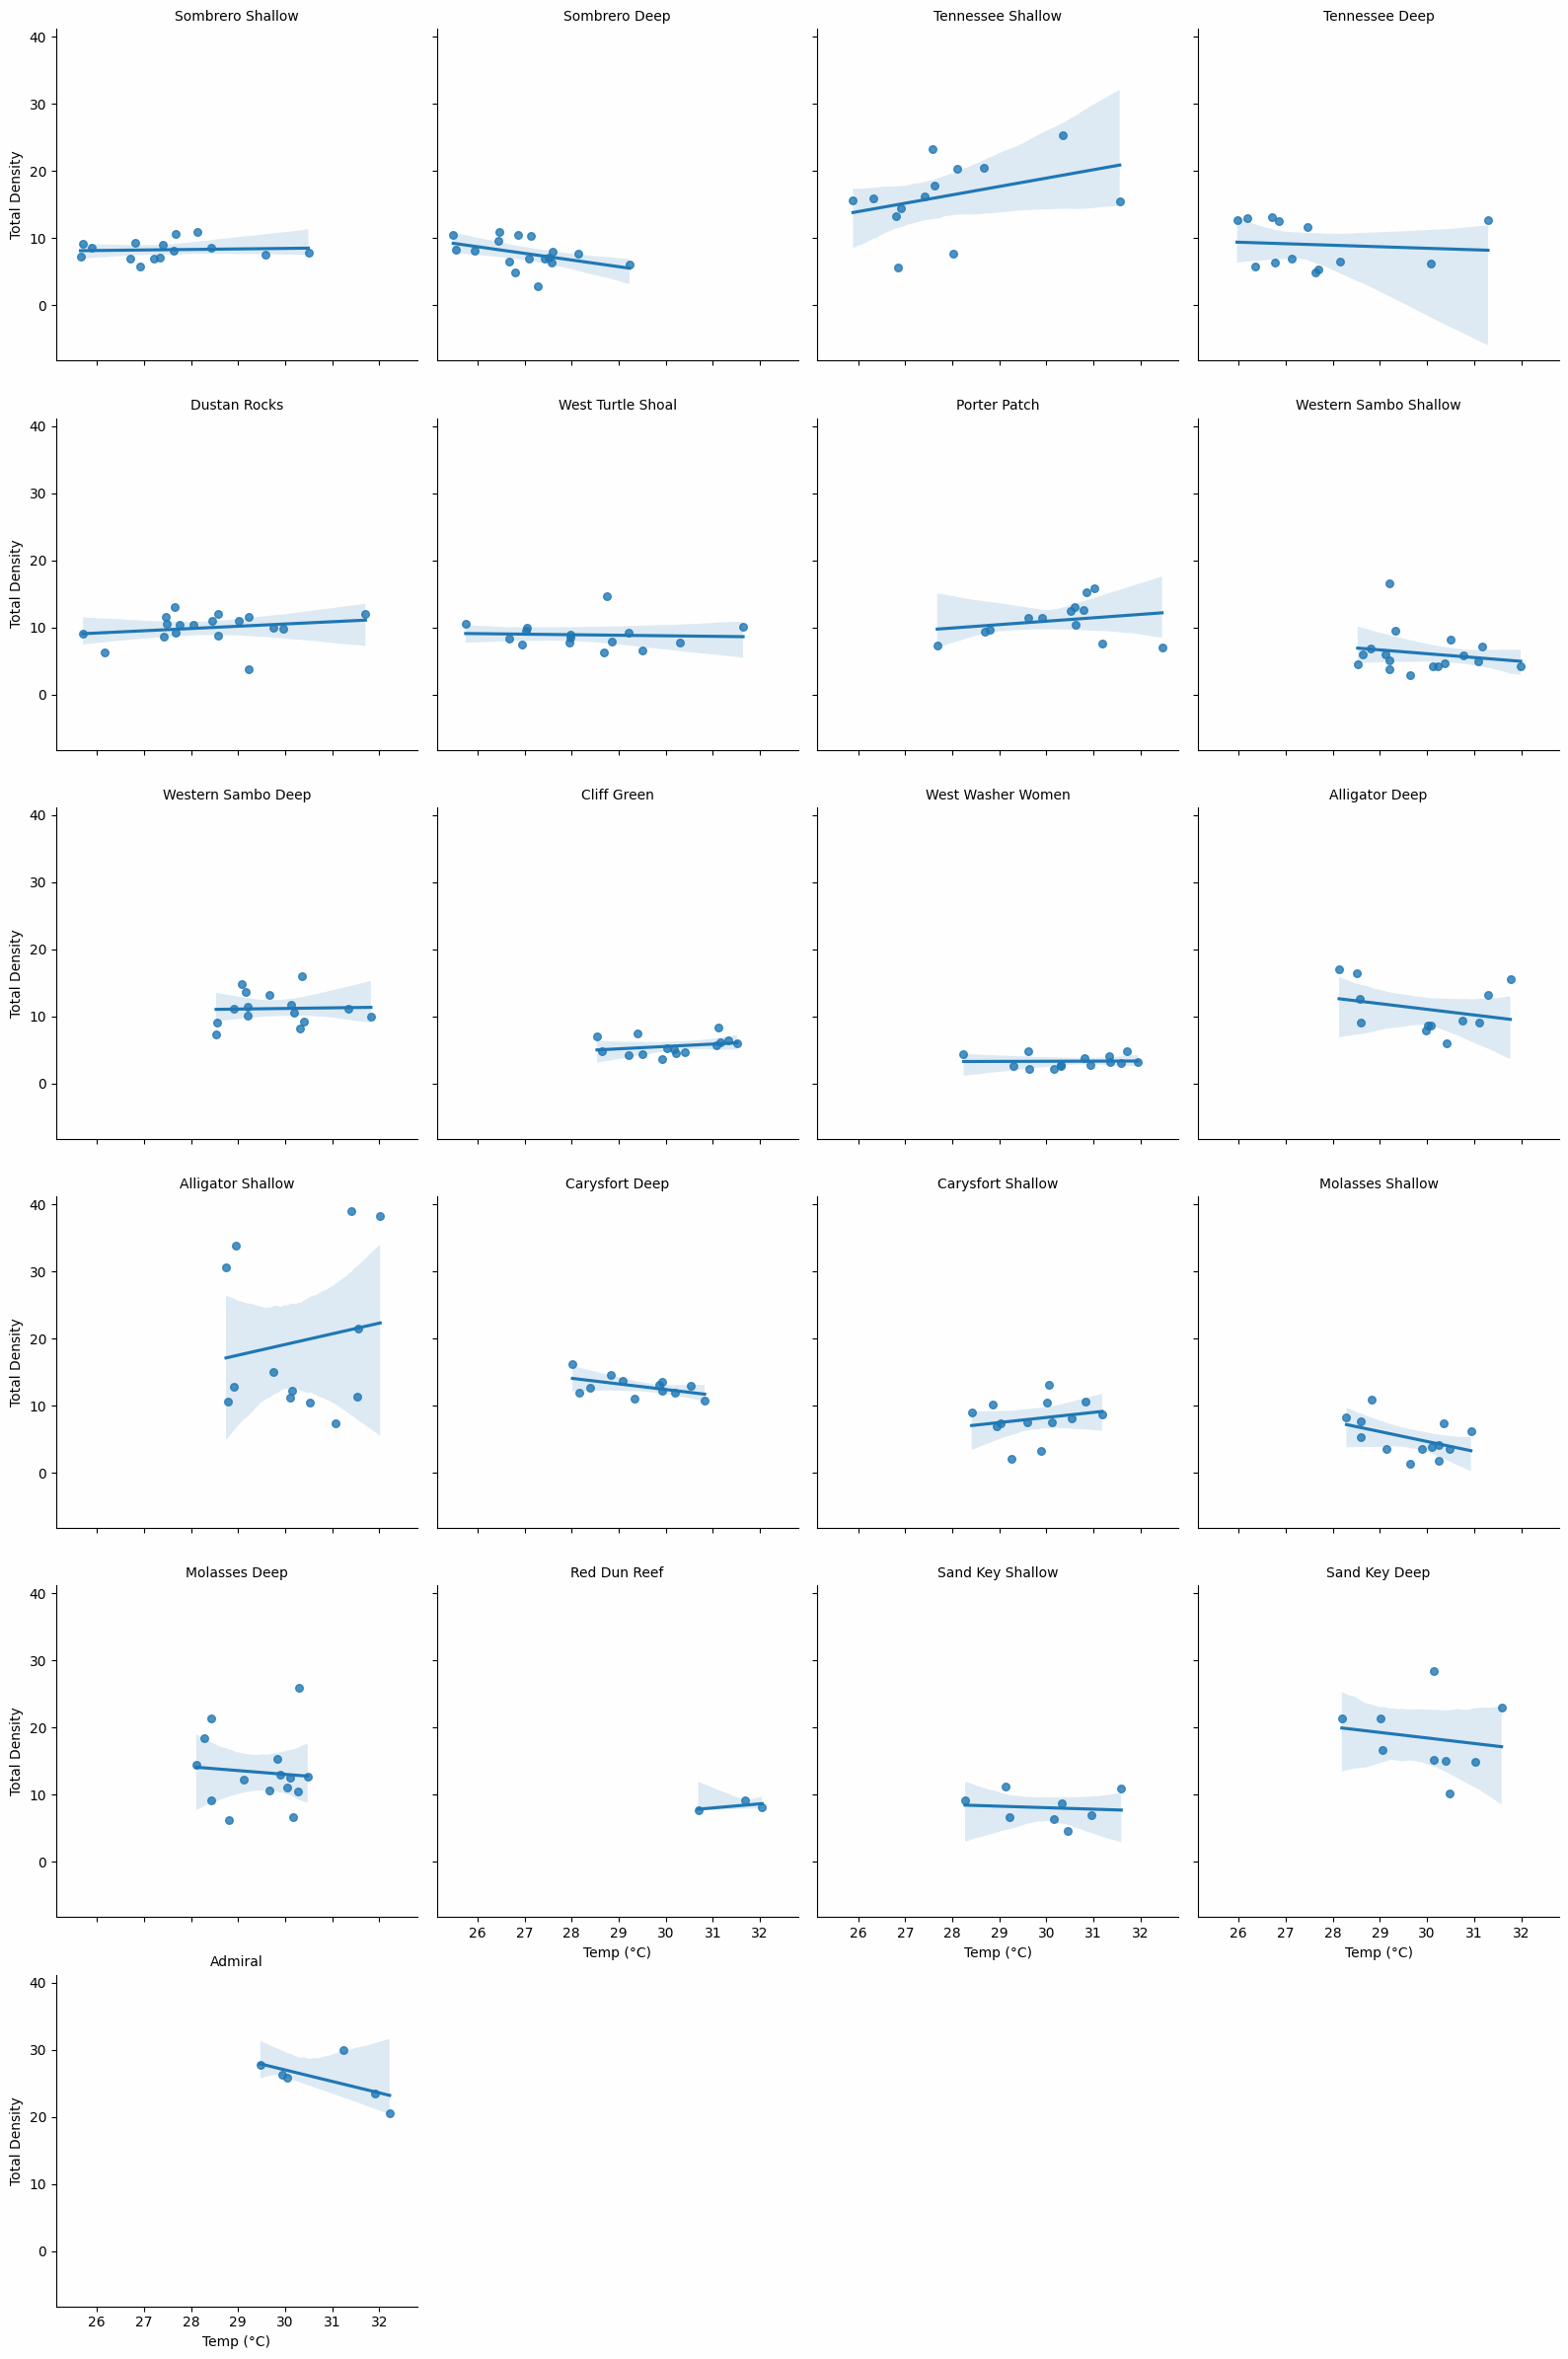 Sombrero Shallow Sombrero Deep Tennessee Shallow Tennessee Deep
40
30
20
10
0
Total Density
Dustan Rocks West Turtle Shoal Porter Patch Western Sambo Shallow
40
30
20
10
0
Total Density
Western Sambo Deep Cliff Green West Washer Women Alligator Deep
40
30
20
10
0
Total Density
Alligator Shallow Carysfort Deep Carysfort Shallow Molasses Shallow
40
30
20
10
0
Total Density
Molasses Deep Red Dun Reef Sand Key Shallow Sand Key Deep
40
30
20
10
0
Total Density
26 27 28 29 30 31 32 26 27 28 29 30 31 32 26 27 28 29 30 31 32
Temp (°C) Temp (°C) Temp (°C)
Admiral
40
30
20
10
0
Total Density
26 27 28 29 30 31 32
Temp (°C)